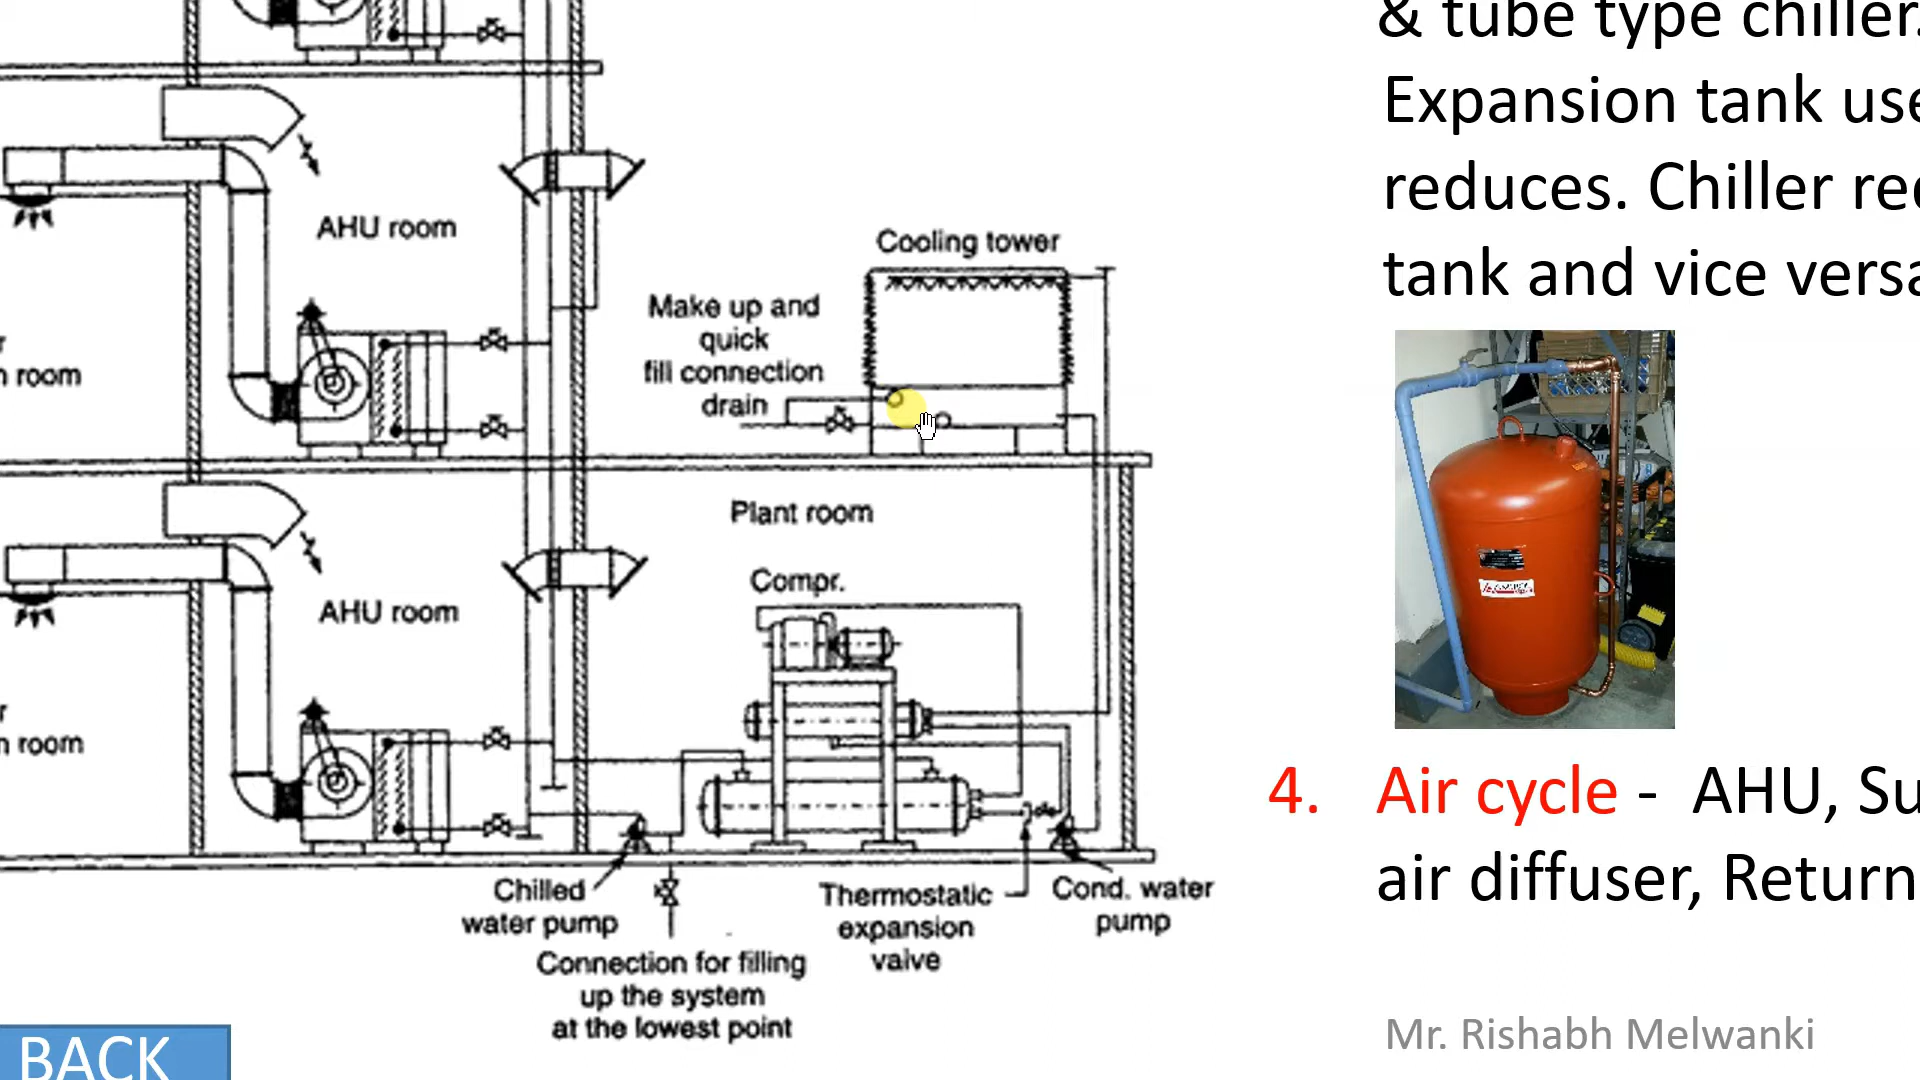 & tube type chiller.
Expansion tank use
reduces. Chiller rec
tank and vice versa
AHU room
Cooling tower
Make up and
quick
fill connection
drain
r
n room
Plant room
Compr.
AHU room
r
n room
4. Air cycle - AHU, Su
air diffuser, Return
Chilled
water pump
Thermostatic
expansion
valve
Cond. water
pump
Connection for filling
up the system
at the lowest point
BACK
Mr. Rishabh Melwanki